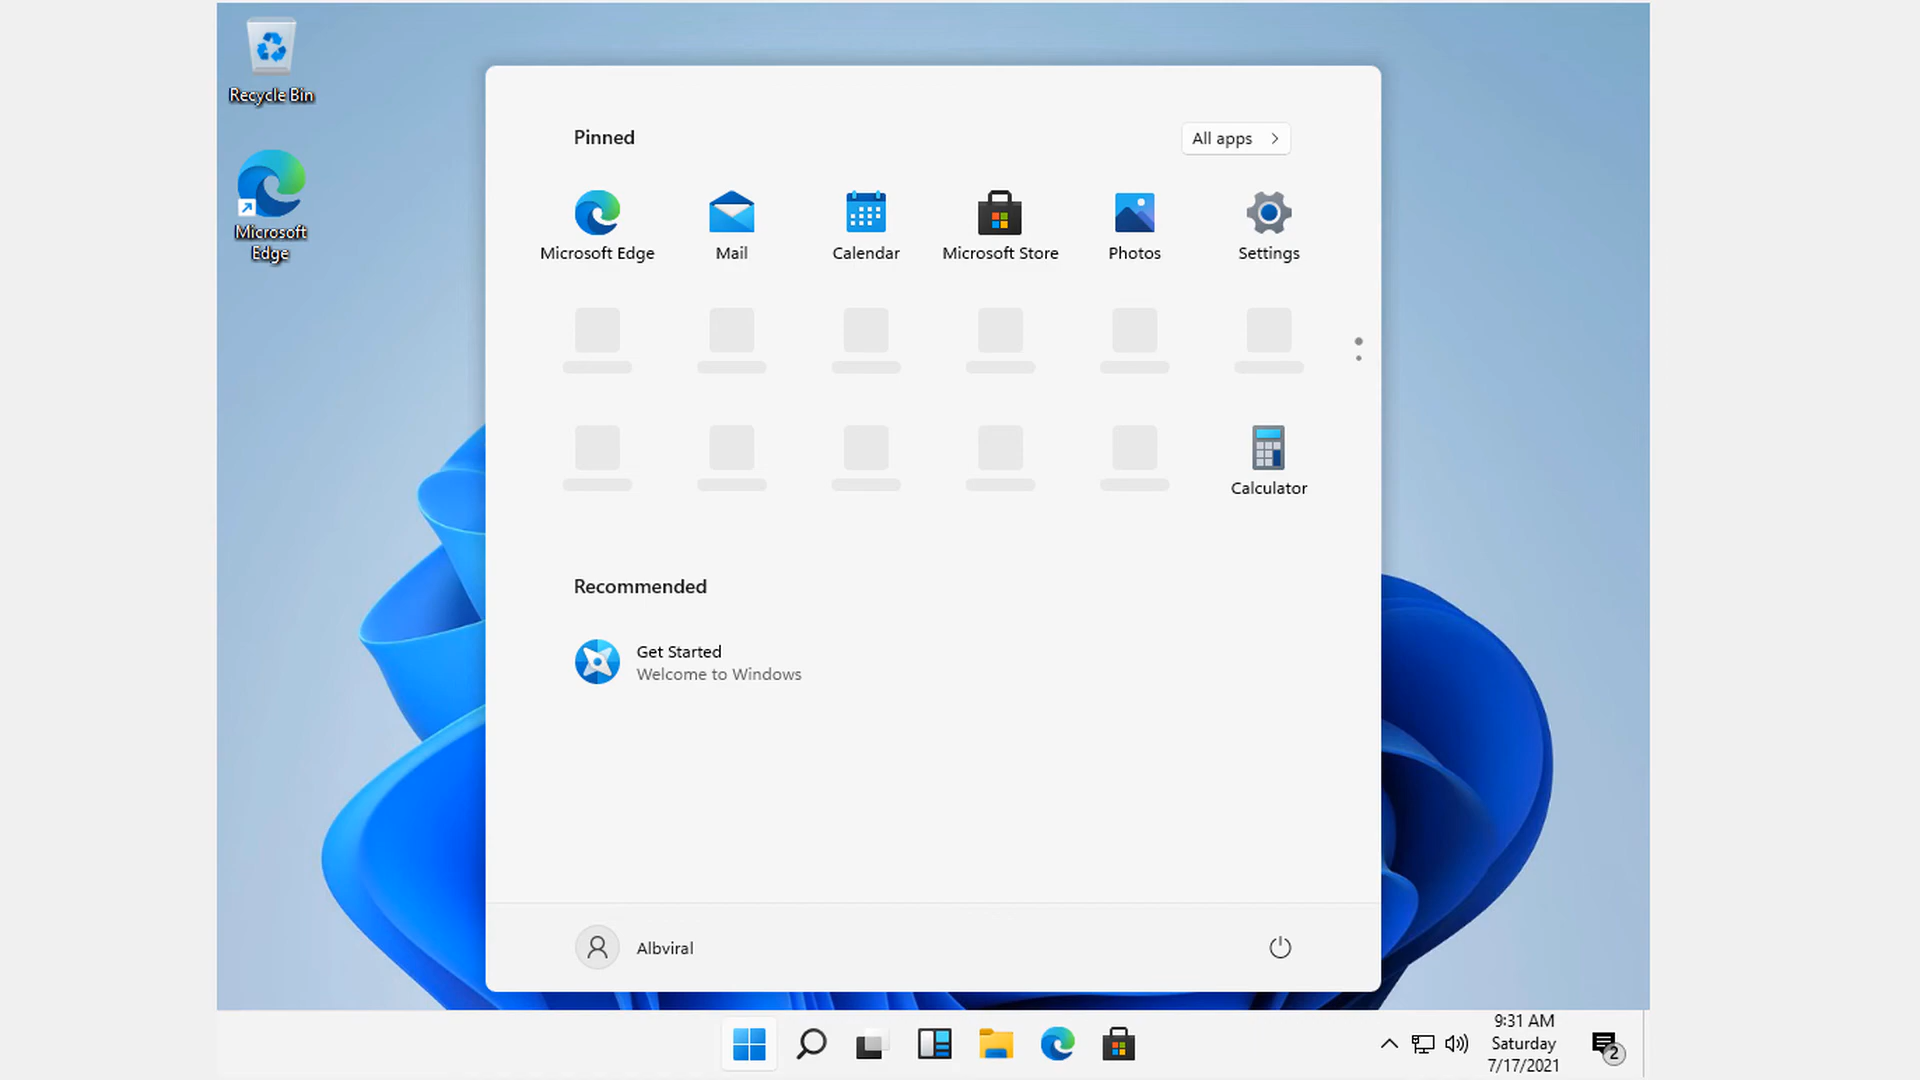 Recycle Bin
Microsoft
Edge
Pinned
All apps
Microsoft Edge
Mail
Calendar
Microsoft Store
Photos
Settings
Calculator
Recommended
Get Started
Welcome to Windows
Albviral
9:31 AM
Saturday
7/17/2021
2